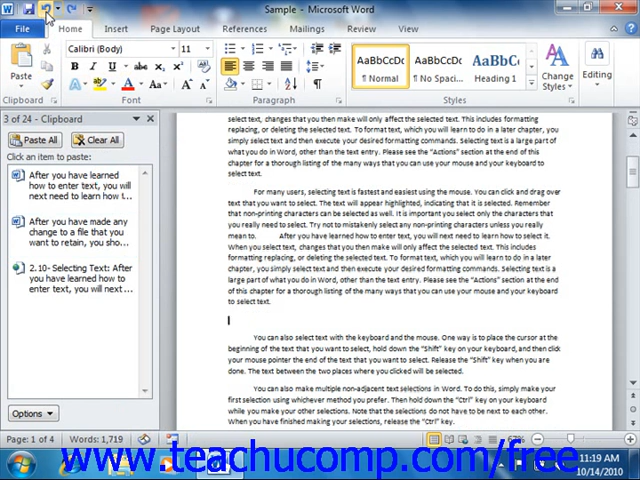 Sample - Microsoft Word
File Home Insert Page Layout References Mailings Review View
Calibri (Body) 11
Paste
AaBbCcDc AaBbCcDc AaBbC
¶ Normal ¶ No Spaci... Heading 1
Change Styles
Editing
Clipboard Font Paragraph Styles
3 of 24 - Clipboard
Paste All Clear All
Click an item to paste:
After you have learned
how to enter text, you will
next need to learn how t...
After you have made any
change to a file that you
want to retain, you sho...
2.10- Selecting Text: After
you have learned how to
enter text, you will next ...
Options
select text, changes that you then make will only affect the selected text. This includes formatting
replacing, or deleting the selected text. To format text, which you will learn to do in a later chapter, you
simply select text and then execute your desired formatting commands. Selecting text is a large part
of what you do in Word, other than the text entry. Please see the “Actions” section at the end of this
chapter for a thorough listing of the many ways that you can use your mouse and your keyboard to
select text.
For many users, selecting text is fastest and easiest using the mouse. You can click and drag over
text that you want to select. The text will appear highlighted, indicating that it is selected. Remember
that non-printing characters can be selected as well. It is important you select only the characters that
you really need to select. Try not to mistakenly select any non-printing characters unless you really
mean to. After you have learned how to enter text, you will next need to learn how to select it.
When you select text, changes that you then make will only affect the selected text. This includes
formatting, replacing, or deleting the selected text. To format text, which you will learn to do in a later
chapter, you simply select text and then execute your desired formatting commands. Selecting text is a
large part of what you do in Word, other than the text entry. Please see the “Actions” section at the end
of this chapter for a thorough listing of the many ways that you can use your mouse and your keyboard
to select text.
You can also select text with the keyboard and the mouse. One way is to place the cursor at the
beginning of the text that you want to select, hold down the “Shift” key on your keyboard, and then click
your mouse pointer the end of the text that you want to select. Release the “Shift” key when you are
done. The text between the two places where you clicked will be selected.
You can also make multiple non-adjacent text selections in Word. To do this, simply make your
first selection using whichever method you prefer. Then hold down the “Ctrl” key on your keyboard
while you make your other selections. Note that the selections do not have to be next to each other.
When you have finished making your selections, release the “Ctrl” key.
Page: 1 of 4 Words: 1,719
www.teachucomp.com/free
11:19 AM
10/14/2010